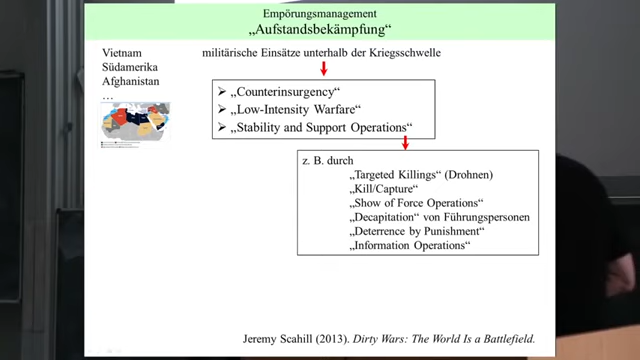 Empörungsmanagement
„Aufstandsbekämpfung“
Vietnam
Südamerika
Afghanistan
…
militärische Einsätze unterhalb der Kriegsschwelle
„Counterinsurgency“
„Low-Intensity Warfare“
„Stability and Support Operations“
z. B. durch
„Targeted Killings“ (Drohnen)
„Kill/Capture“
„Show of Force Operations“
„Decapitation“ von Führungspersonen
„Deterrence by Punishment“
„Information Operations“
Jeremy Scahill (2013). Dirty Wars: The World Is a Battlefield.